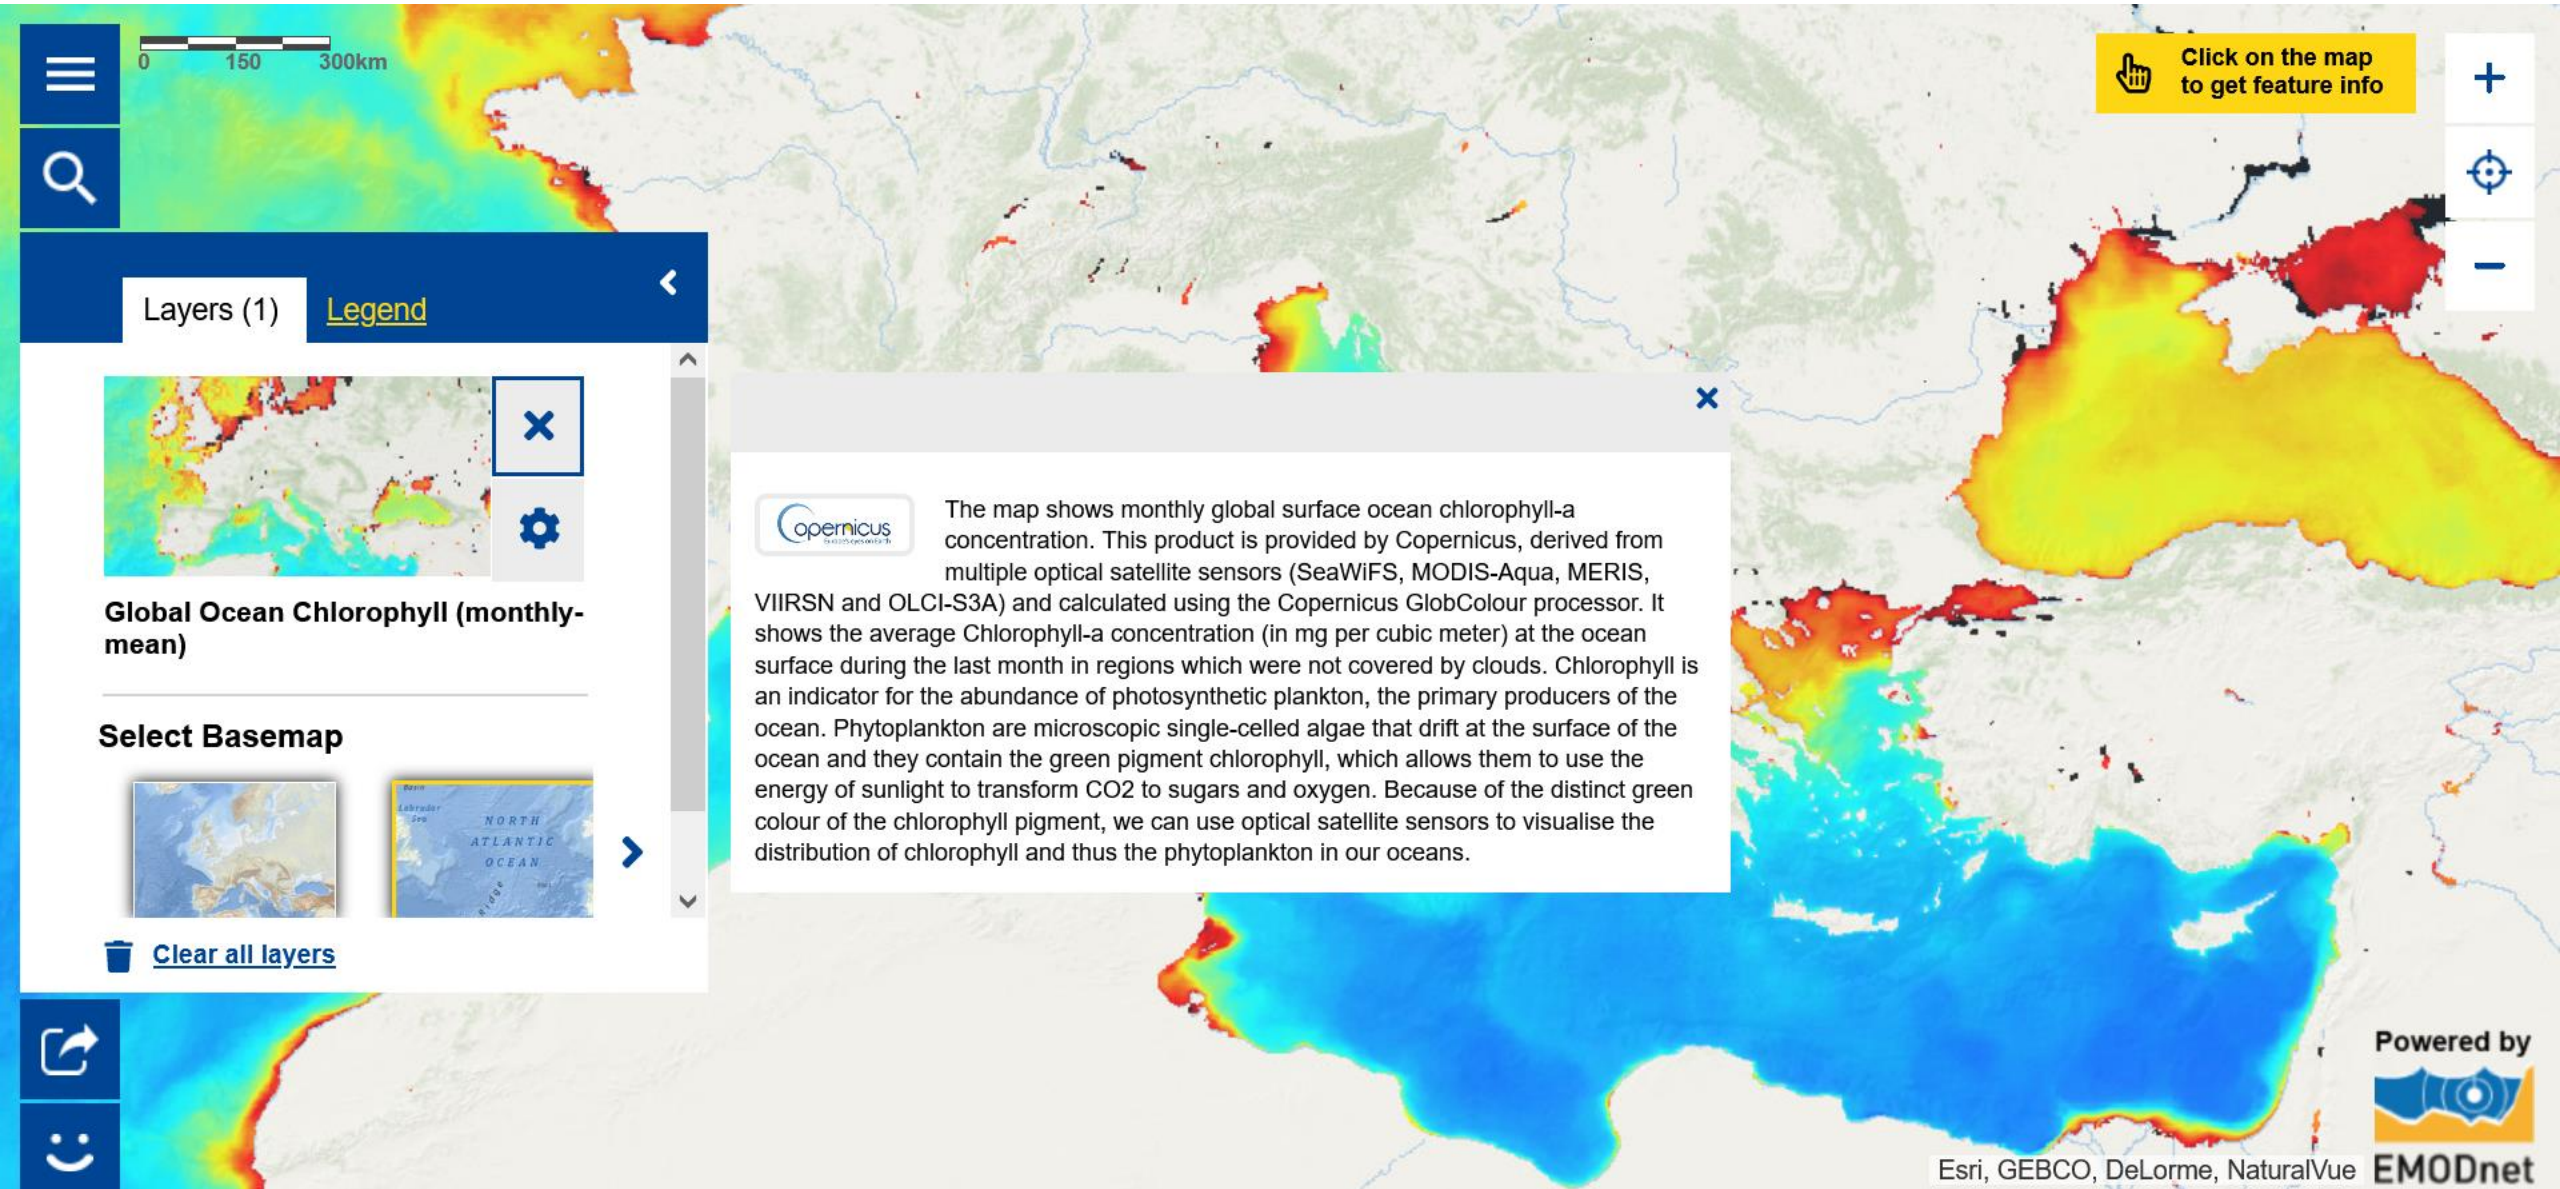 0 150 300km
Click on the map
to get feature info
Layers (1)
Legend
Global Ocean Chlorophyll (monthly-
mean)
Select Basemap
Labrador
Sea
NORTH
ATLANTIC
OCEAN
Ridge
Clear all layers
Copernicus
The map shows monthly global surface ocean chlorophyll-a
concentration. This product is provided by Copernicus, derived from
multiple optical satellite sensors (SeaWiFS, MODIS-Aqua, MERIS,
VIIRSN and OLCI-S3A) and calculated using the Copernicus GlobColour processor. It
shows the average Chlorophyll-a concentration (in mg per cubic meter) at the ocean
surface during the last month in regions which were not covered by clouds. Chlorophyll is
an indicator for the abundance of photosynthetic plankton, the primary producers of the
ocean. Phytoplankton are microscopic single-celled algae that drift at the surface of the
ocean and they contain the green pigment chlorophyll, which allows them to use the
energy of sunlight to transform CO2 to sugars and oxygen. Because of the distinct green
colour of the chlorophyll pigment, we can use optical satellite sensors to visualise the
distribution of chlorophyll and thus the phytoplankton in our oceans.
Powered by
EMODnet
Esri, GEBCO, DeLorme, NaturalVue